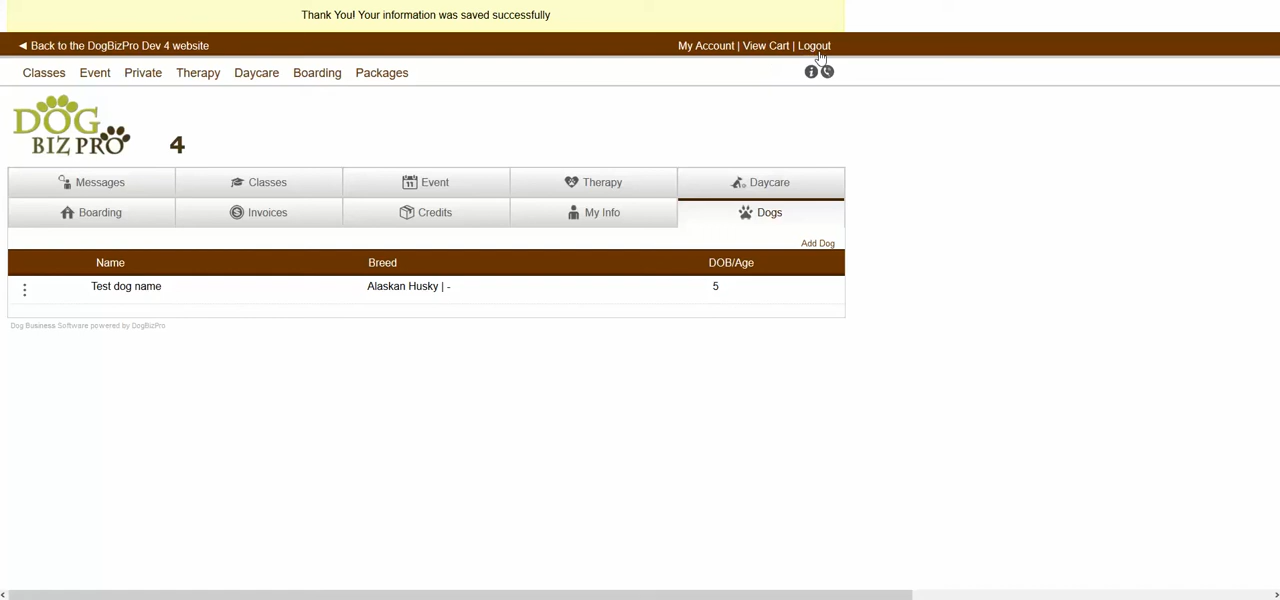 Thank You! Your information was saved successfully
◄ Back to the DogBizPro Dev 4 website
My Account | View Cart | Logout
Classes Event Private Therapy Daycare Boarding Packages
DOG
BIZ PRO
4
Messages Classes Event Therapy Daycare
Boarding Invoices Credits My Info Dogs
Add Dog
Name Breed DOB/Age
Test dog name Alaskan Husky | - 5
Dog Business Software powered by DogBizPro